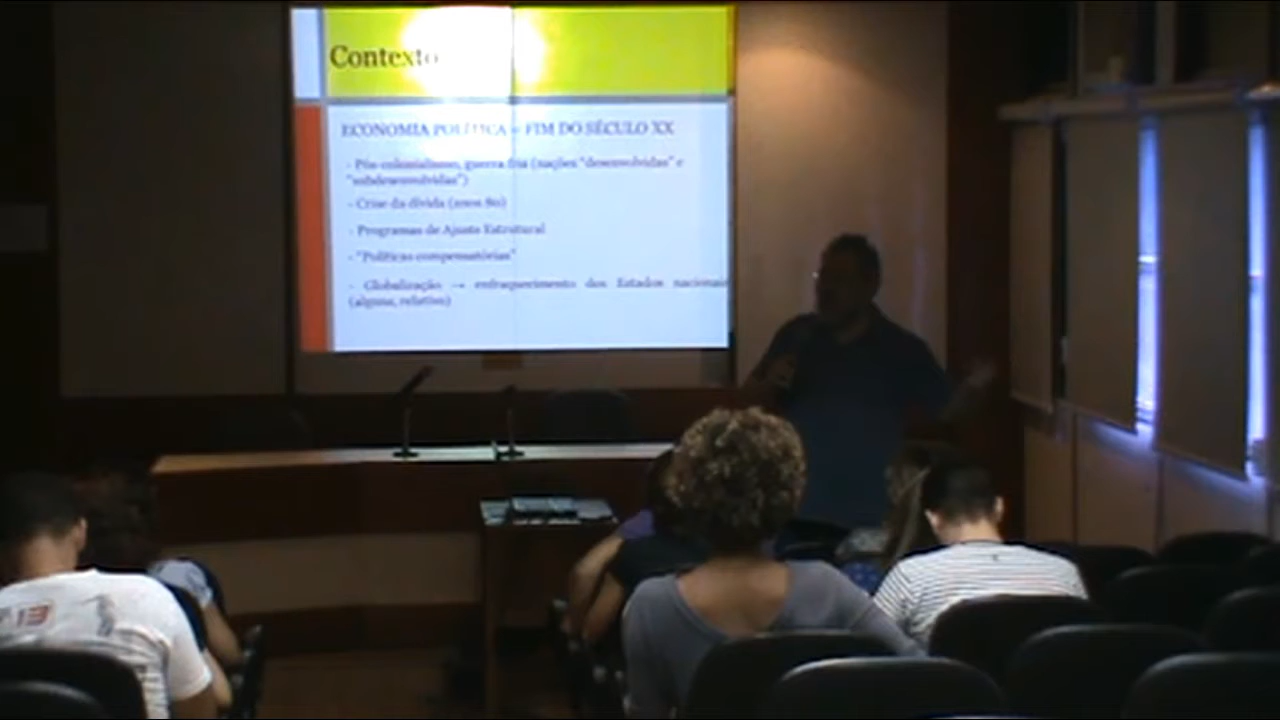 Contexto
ECONOMIA POLÍTICA – FIM DO SÉCULO XX
- Pós-colonialismo, guerra fria (nações "desenvolvidas" e
"subdesenvolvidas")
- Crise da dívida (anos 80)
- Programas de Ajuste Estrutural
- "Políticas compensatórias"
- Globalização → enfraquecimento dos Estados nacionais
(alguns, relativo)